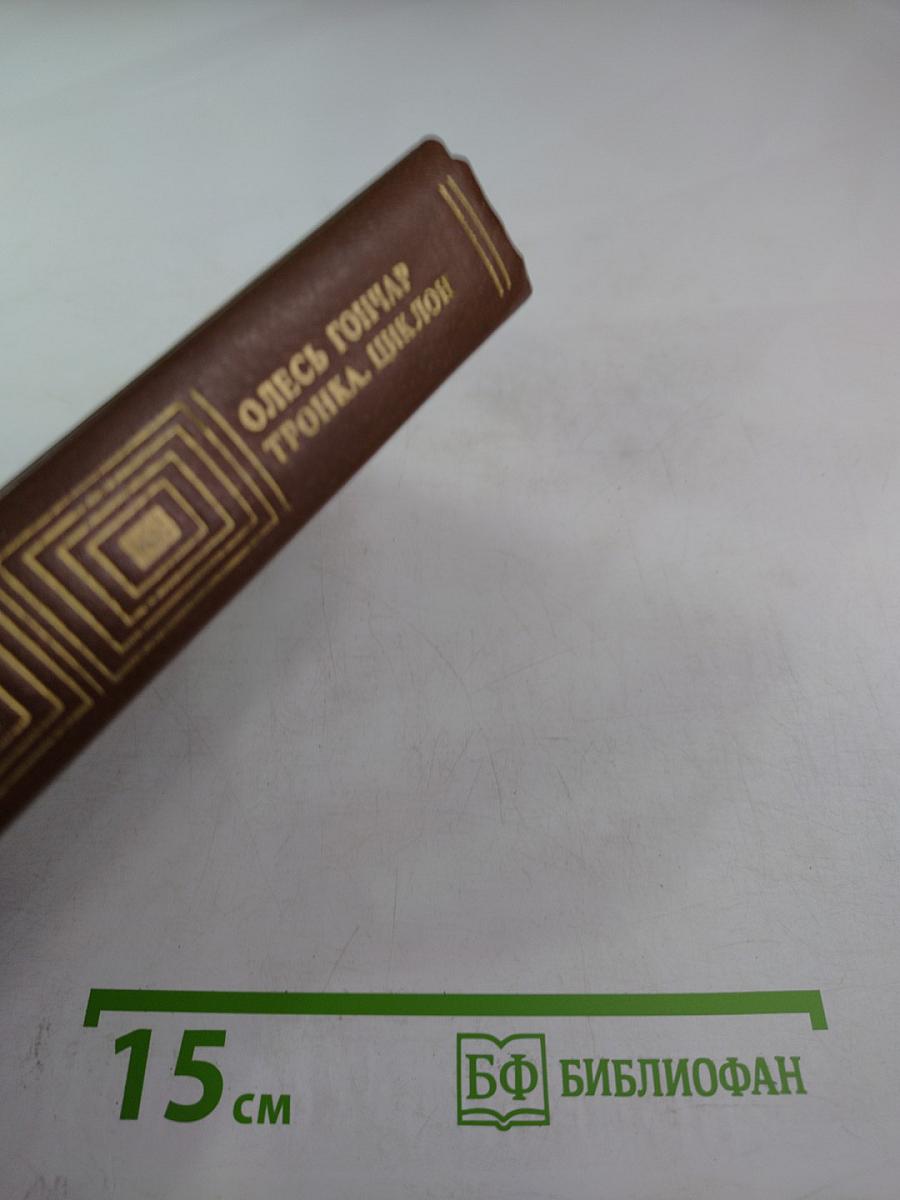 ОЛЕСЬ ГОНЧАР
ТРОНКА. ЦИКЛОН
15 см
БФ БИБЛИОФАН